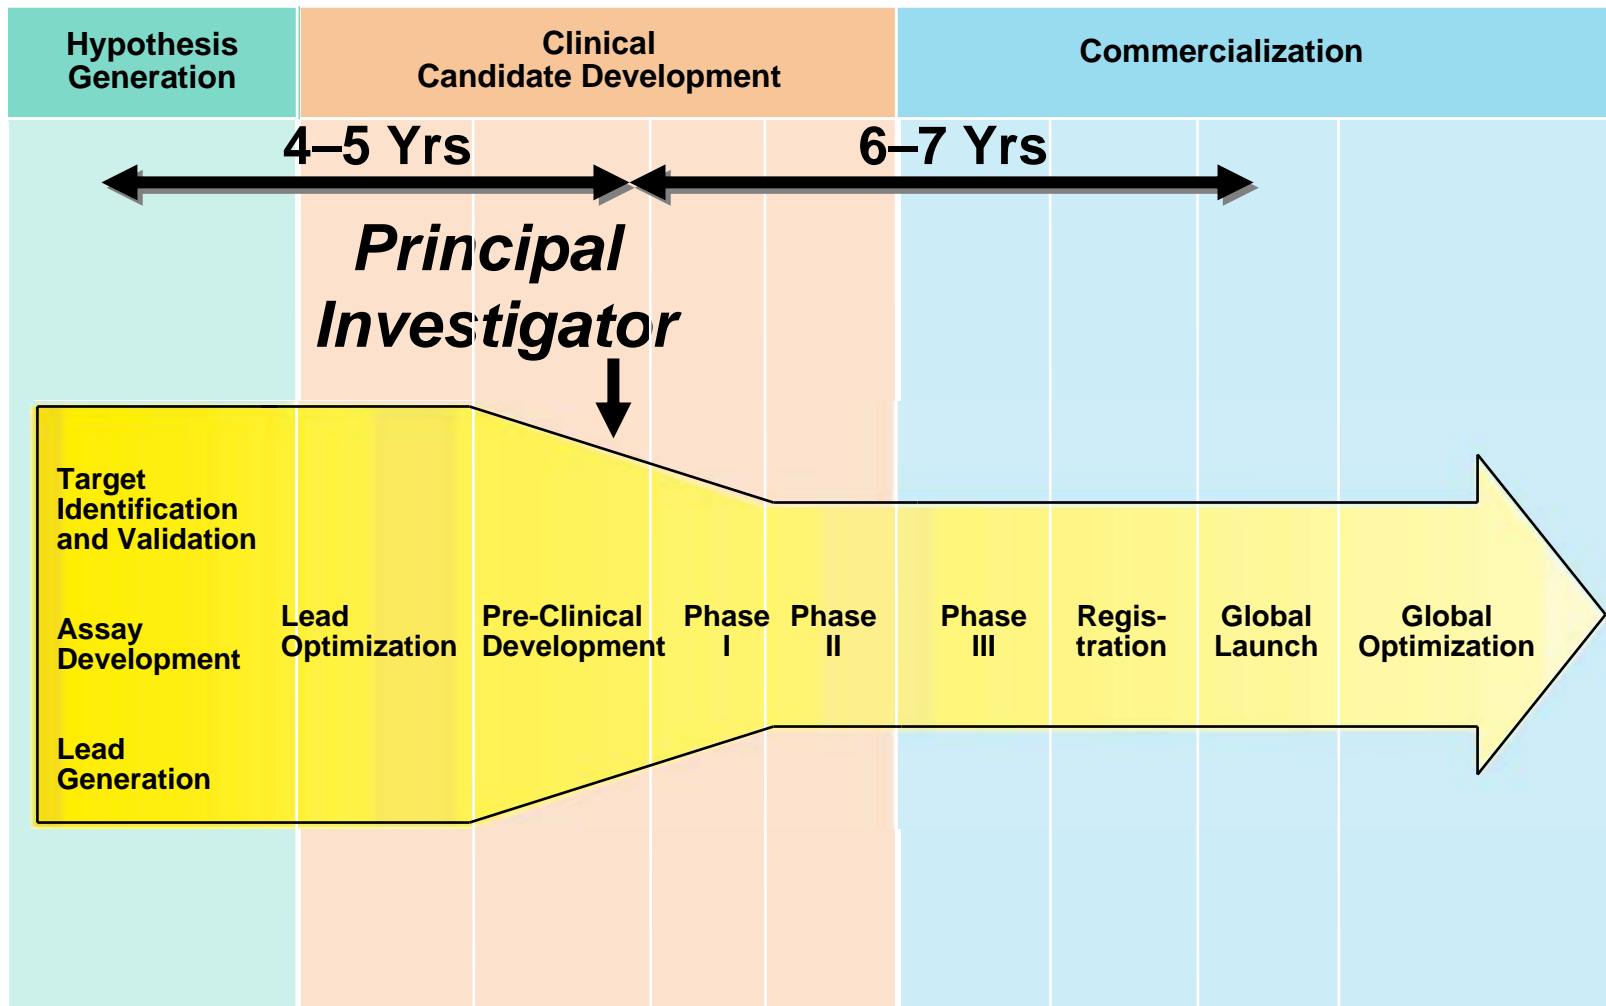 Hypothesis
Generation
Clinical
Candidate Development
Commercialization
4–5 Yrs
6–7 Yrs
Principal
Investigator
Target
Identification
and Validation
Assay
Development
Lead
Generation
Lead
Optimization
Pre-Clinical
Development
Phase
I
Phase
II
Phase
III
Regis-
tration
Global
Launch
Global
Optimization